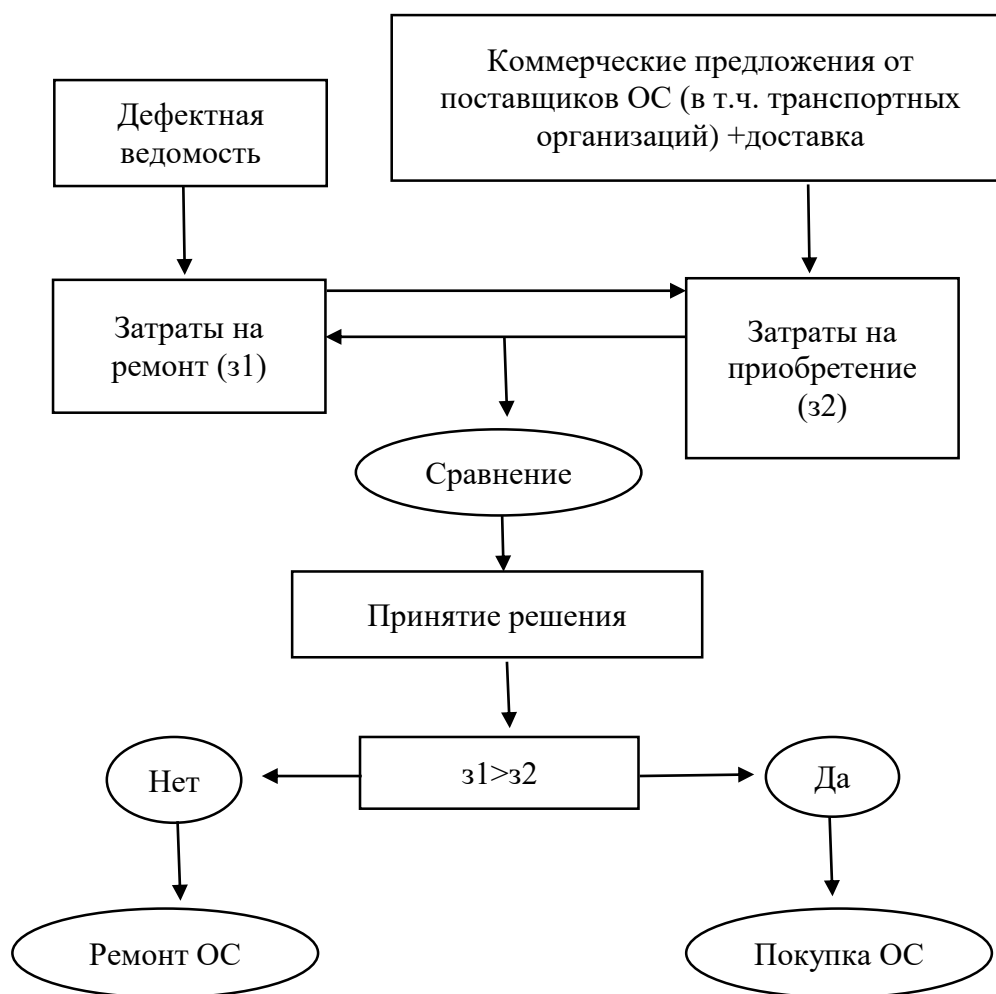 Дефектная
ведомость
Коммерческие предложения от
поставщиков ОС (в т.ч. транспортных
организаций) +доставка
Затраты на
ремонт (з1)
Затраты на
приобретение
(з2)
Сравнение
Принятие решения
Нет
з1>з2
Да
Ремонт ОС
Покупка ОС